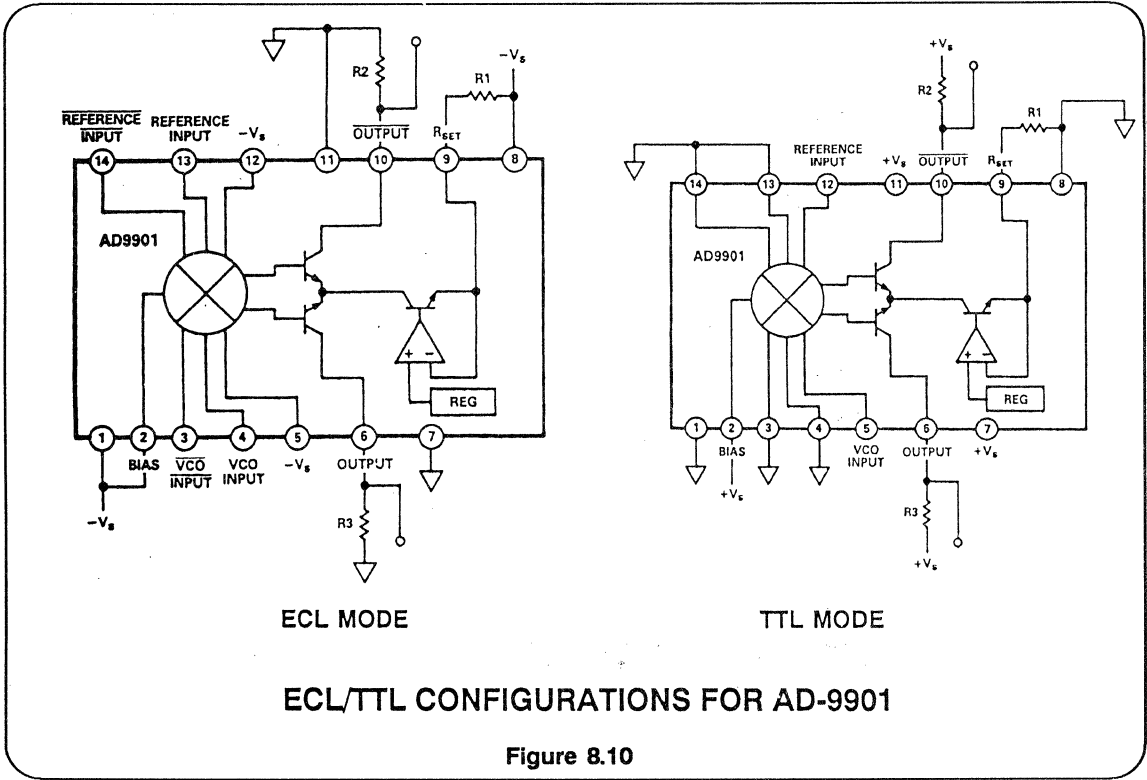 −Vs
R2
R1
REFERENCE INPUT
REFERENCE INPUT
−Vs
OUTPUT
RSET
14
13
12
11
10
9
8
AD9901
+ −
REG
1
2
3
4
5
6
7
BIAS
VCO INPUT
VCO INPUT
−Vs
OUTPUT
−Vs
R3
ECL MODE
+Vs
R2
R1
REFERENCE INPUT
+Vs
OUTPUT
RSET
14
13
12
11
10
9
8
AD9901
+ −
REG
1
2
3
4
5
6
7
BIAS
VCO INPUT
OUTPUT
+Vs
+Vs
R3
+Vs
TTL MODE
ECL/TTL CONFIGURATIONS FOR AD-9901
Figure 8.10